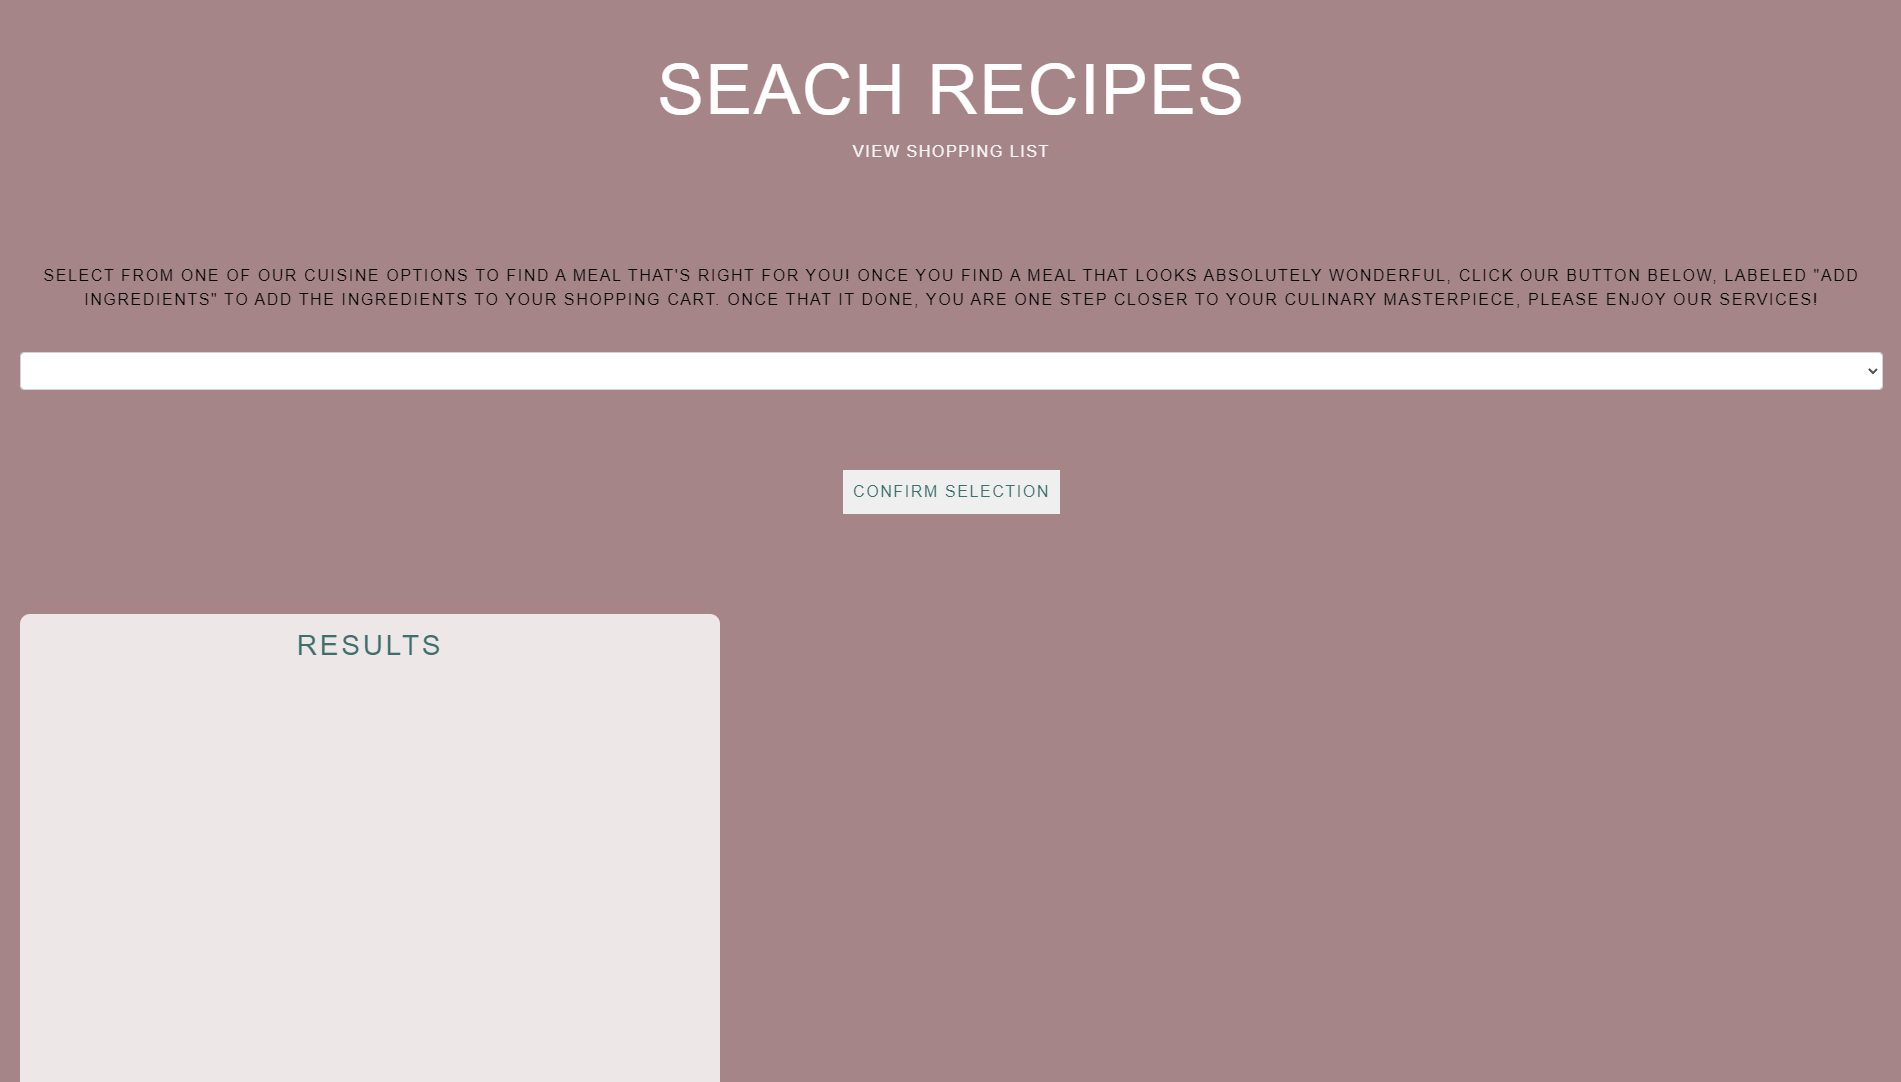 SEACH RECIPES
VIEW SHOPPING LIST
SELECT FROM ONE OF OUR CUISINE OPTIONS TO FIND A MEAL THAT'S RIGHT FOR YOU! ONCE YOU FIND A MEAL THAT LOOKS ABSOLUTELY WONDERFUL, CLICK OUR BUTTON BELOW, LABELED "ADD
INGREDIENTS" TO ADD THE INGREDIENTS TO YOUR SHOPPING CART. ONCE THAT IT DONE, YOU ARE ONE STEP CLOSER TO YOUR CULINARY MASTERPIECE, PLEASE ENJOY OUR SERVICES!
CONFIRM SELECTION
RESULTS